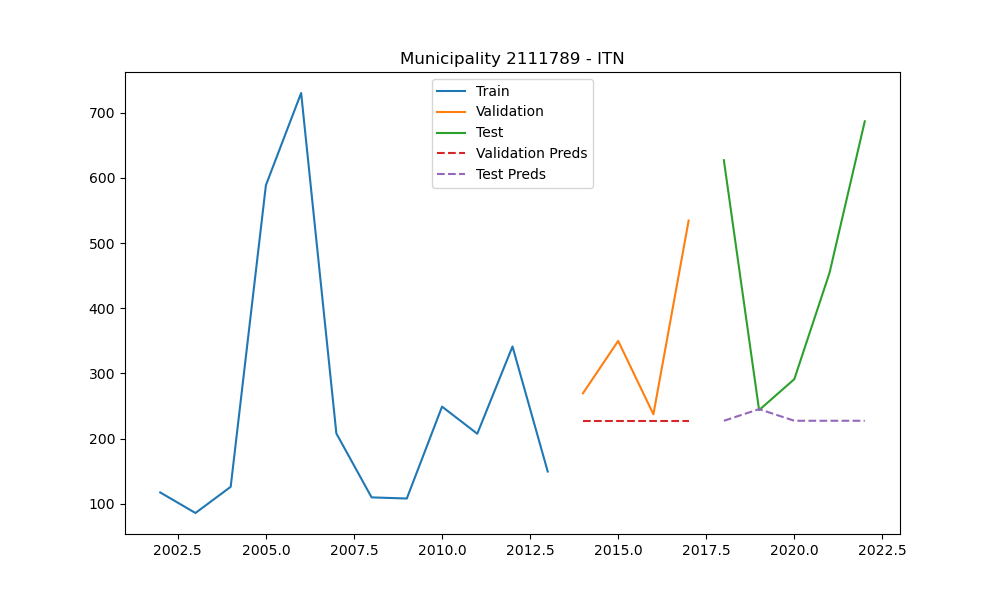 Municipality 2111789 - ITN
Train
Validation
Test
Validation Preds
Test Preds
700
600
500
400
300
200
100
2002.5 2005.0 2007.5 2010.0 2012.5 2015.0 2017.5 2020.0 2022.5